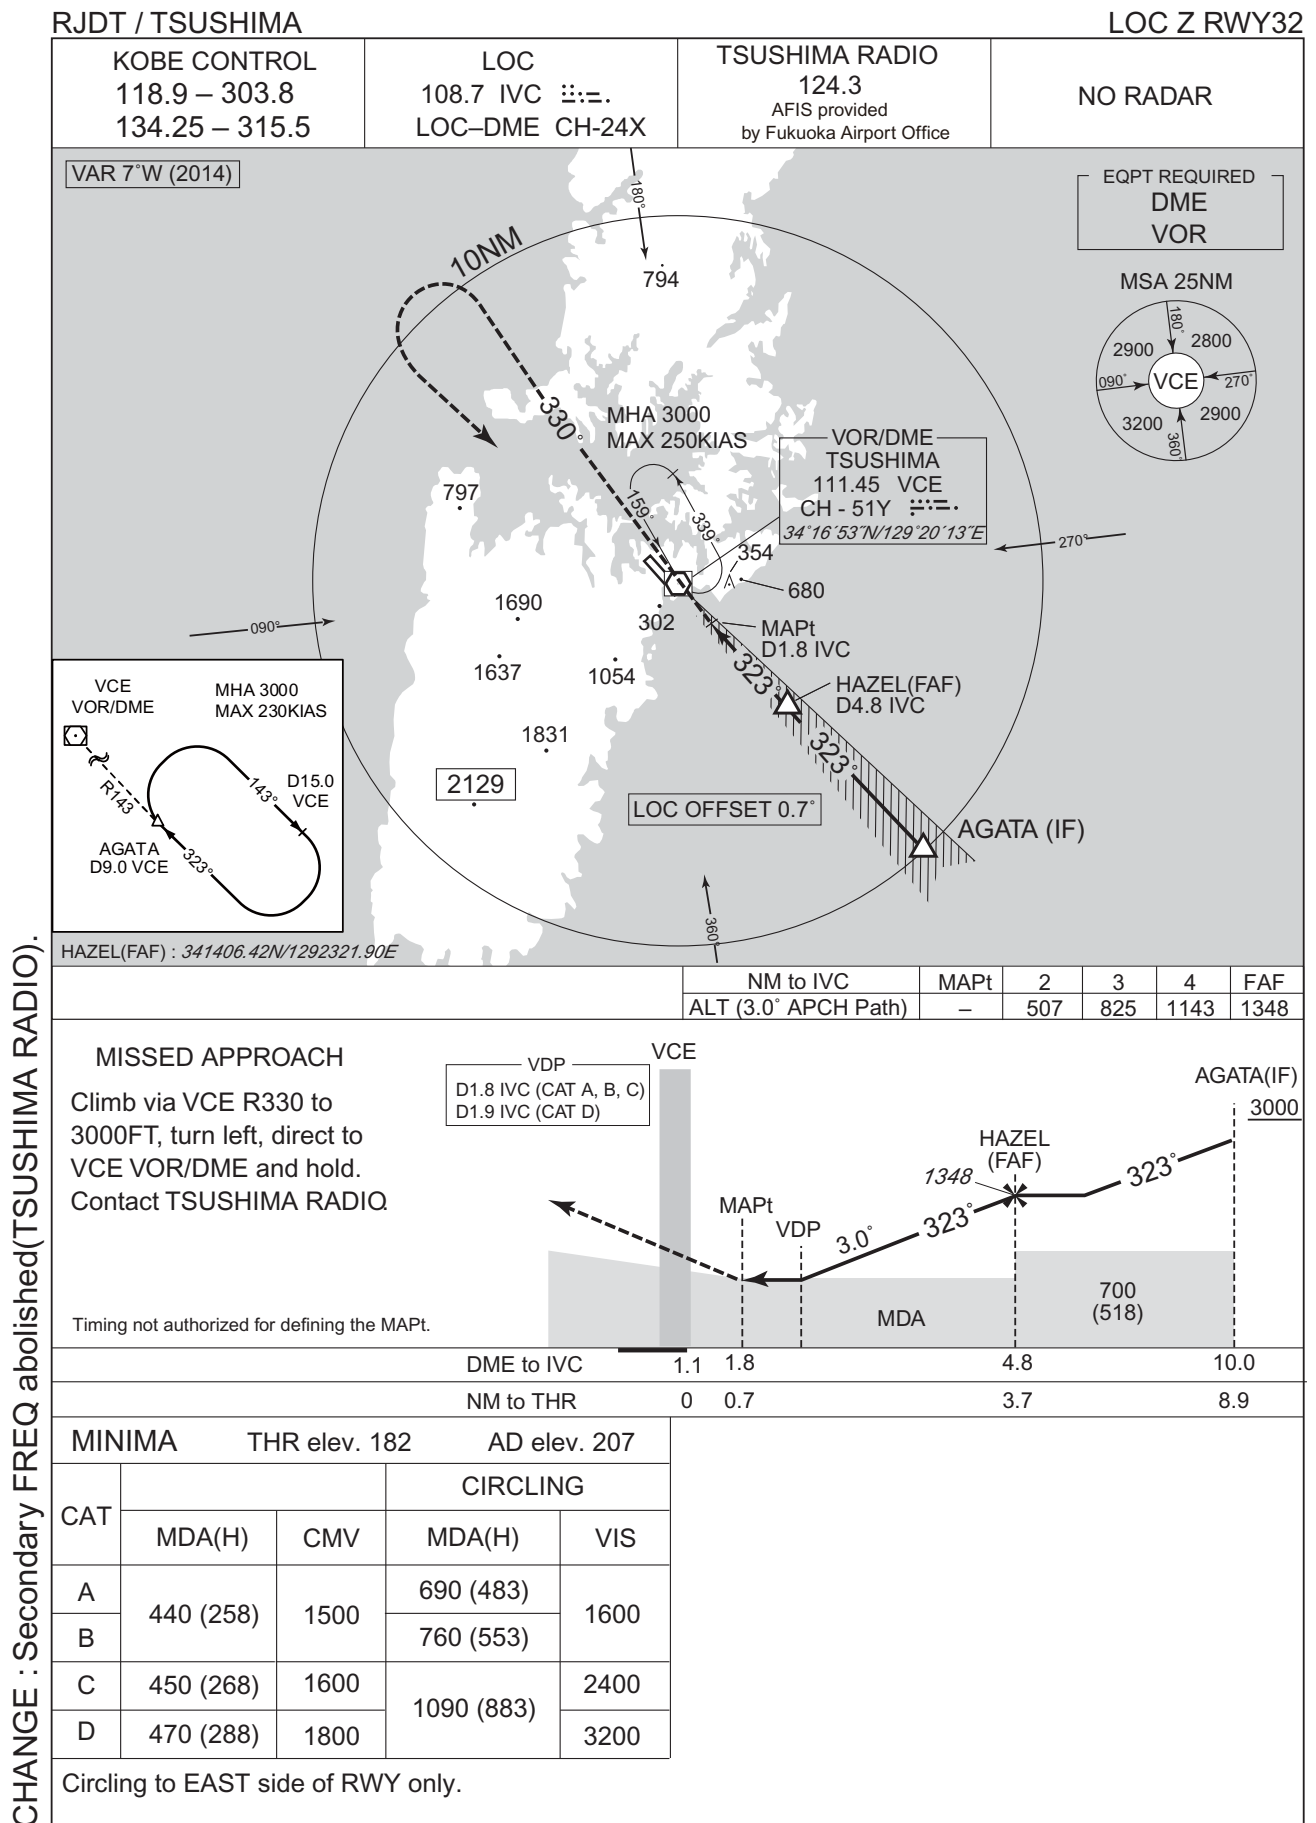 RJDT / TSUSHIMA
LOC Z RWY32
KOBE CONTROL
118.9 – 303.8
134.25 – 315.5
LOC
108.7 IVC
LOC–DME CH-24X
TSUSHIMA RADIO
124.3
AFIS provided
by Fukuoka Airport Office
NO RADAR
VAR 7˚W (2014)
EQPT REQUIRED
DME
VOR
MSA 25NM
180˚
2900
2800
090˚
VCE
270˚
3200
2900
360˚
180˚
10NM
794
330˚
MHA 3000
MAX 250KIAS
VOR/DME
TSUSHIMA
111.45 VCE
CH - 51Y
34˚16´53˝N/129˚20´13˝E
797
159˚
339˚
354
270˚
680
1690
302
090˚
MAPt
D1.8 IVC
1637
1054
323˚
HAZEL(FAF)
D4.8 IVC
1831
323˚
2129
LOC OFFSET 0.7˚
AGATA (IF)
360˚
VCE
VOR/DME
MHA 3000
MAX 230KIAS
R143
143˚
D15.0
VCE
AGATA
D9.0 VCE
323˚
HAZEL(FAF) : 341406.42N/1292321.90E
NM to IVC MAPt 2 3 4 FAF
ALT (3.0˚ APCH Path) – 507 825 1143 1348
MISSED APPROACH
Climb via VCE R330 to
3000FT, turn left, direct to
VCE VOR/DME and hold.
Contact TSUSHIMA RADIO.
Timing not authorized for defining the MAPt.
VDP
D1.8 IVC (CAT A, B, C)
D1.9 IVC (CAT D)
VCE
AGATA(IF)
3000
HAZEL
(FAF)
1348
323˚
MAPt
VDP
3.0˚
323˚
MDA
700
(518)
DME to IVC 1.1 1.8 4.8 10.0
NM to THR 0 0.7 3.7 8.9
MINIMA THR elev. 182 AD elev. 207
CAT
CIRCLING
MDA(H) CMV MDA(H) VIS
A 440 (258) 1500 690 (483) 1600
B 760 (553)
C 450 (268) 1600 1090 (883) 2400
D 470 (288) 1800 3200
Circling to EAST side of RWY only.
CHANGE : Secondary FREQ abolished(TSUSHIMA RADIO).